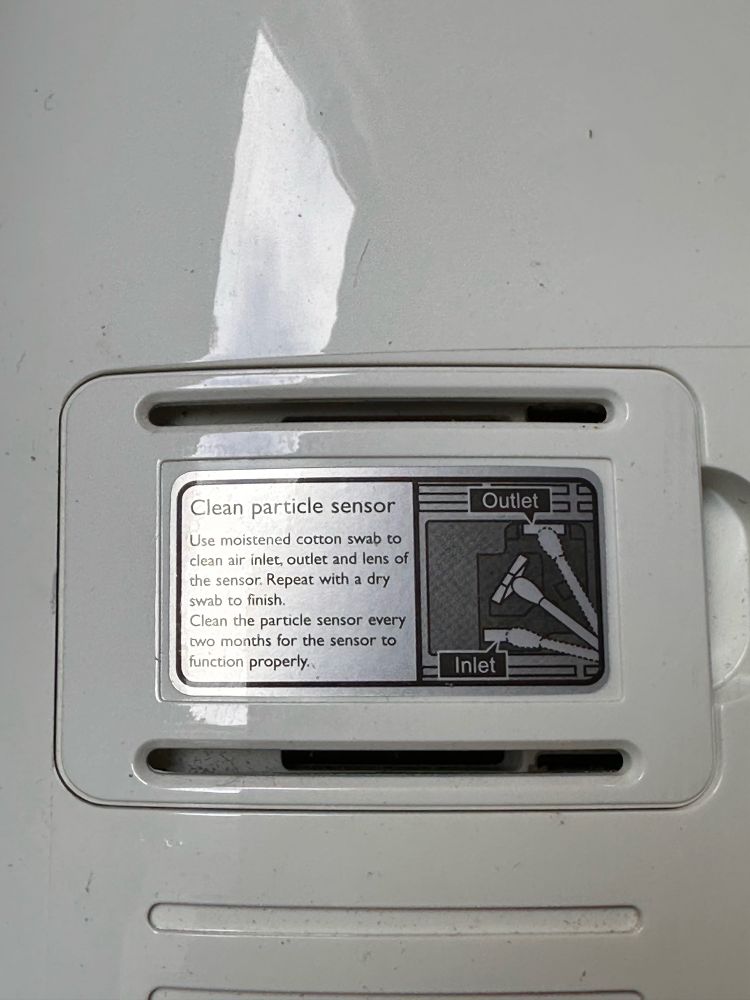 Clean particle sensor
Use moistened cotton swab to
clean air inlet, outlet and lens of
the sensor. Repeat with a dry
swab to finish.
Clean the particle sensor every
two months for the sensor to
function properly.
Outlet
Inlet